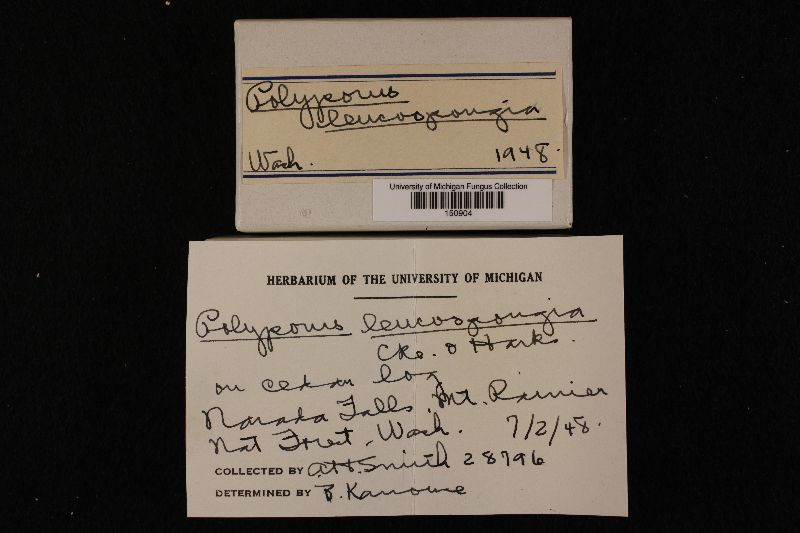 Polyporus
leucospongia
Wash. 1948.
University of Michigan Fungus Collection
150904
HERBARIUM OF THE UNIVERSITY OF MICHIGAN
Polyporus leucospongia
Cke. & Hark.
on cedar log
Narada Falls, Mt. Rainier
Nat Forest, Wash. 7/2/48.
COLLECTED BY A.H. Smith 28796
DETERMINED BY B. Kanouse